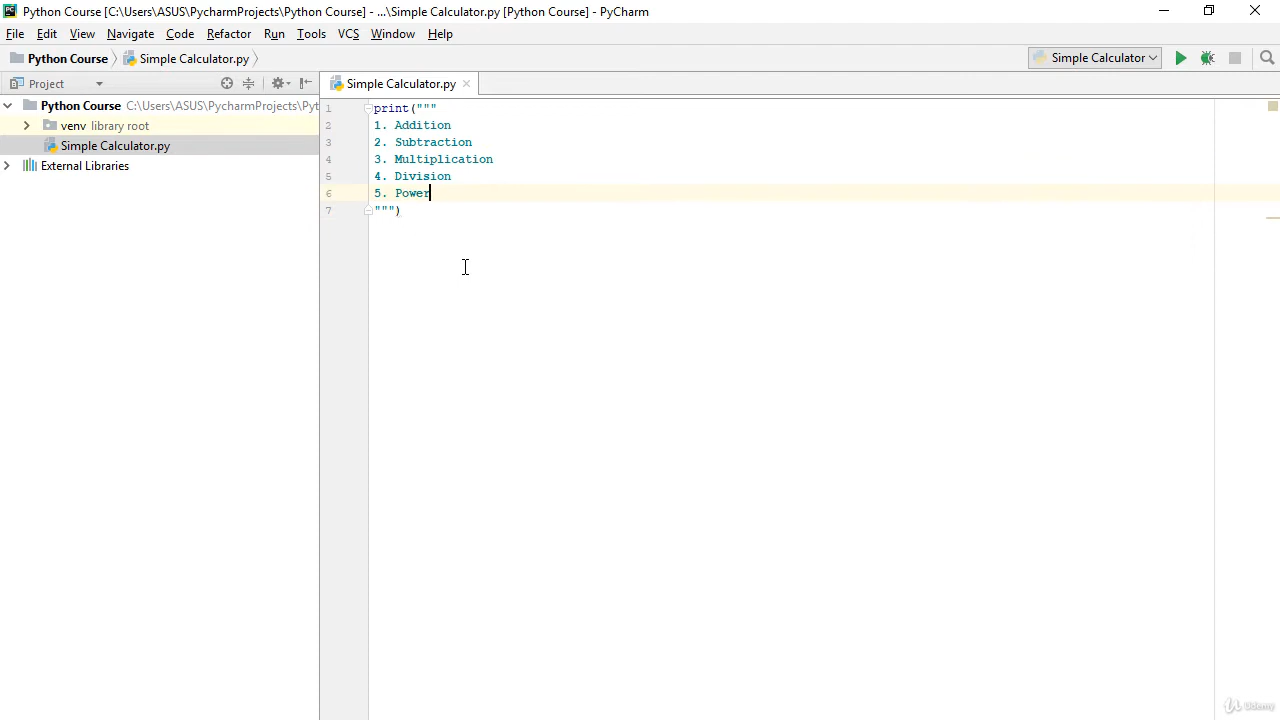 Python Course [C:\Users\ASUS\PycharmProjects\Python Course] - ...\Simple Calculator.py [Python Course] - PyCharm
File Edit View Navigate Code Refactor Run Tools VCS Window Help
Python Course Simple Calculator.py Simple Calculator
Project Simple Calculator.py
Python Course C:\Users\ASUS\PycharmProjects\Pyt
venv library root
Simple Calculator.py
External Libraries
1 print("""
2 1. Addition
3 2. Subtraction
4 3. Multiplication
5 4. Division
6 5. Power
7 """)
Udemy